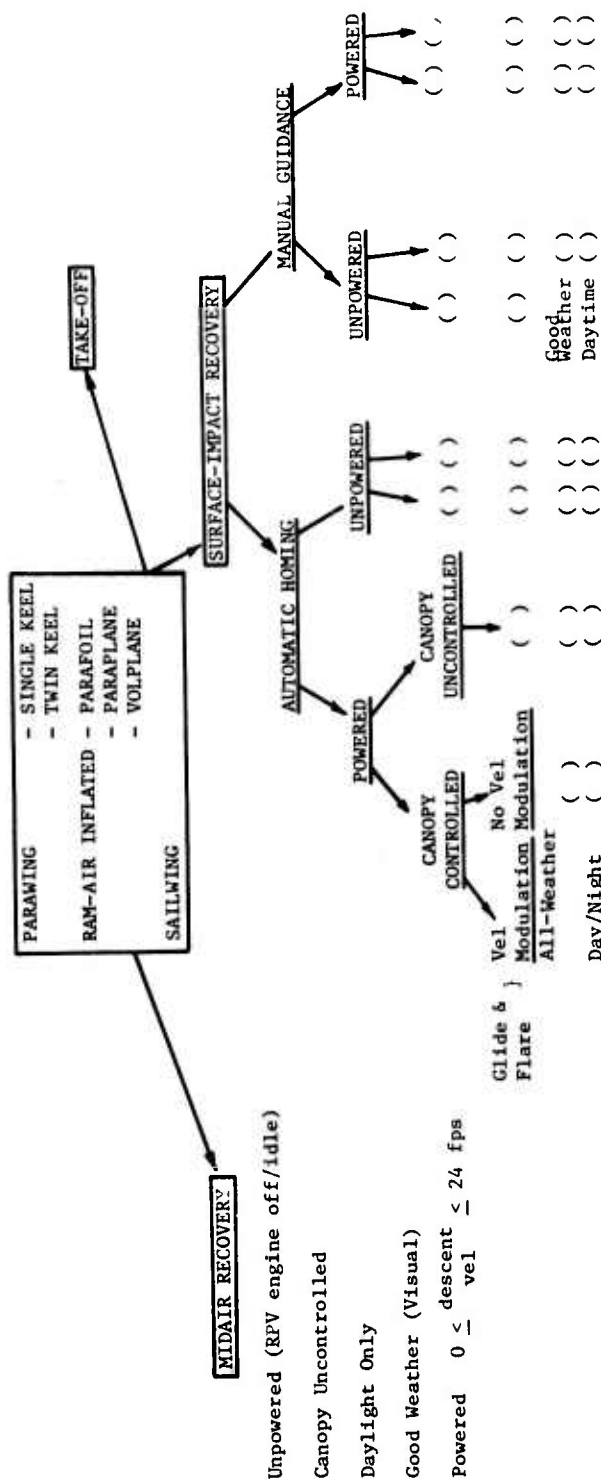 PARAWING - SINGLE KEEL
- TWIN KEEL
RAM-AIR INFLATED - PARAFOIL
- PARAPLANE
- VOLPLANE
SAILWING
TAKE-OFF
MIDAIR RECOVERY
SURFACE-IMPACT RECOVERY
Unpowered (RPV engine off/idle)
Canopy Uncontrolled
Daylight Only
Good Weather (Visual)
Powered 0 ≤ descent vel ≤ 24 fps
AUTOMATIC HOMING
MANUAL GUIDANCE
POWERED
UNPOWERED
UNPOWERED
POWERED
CANOPY CONTROLLED
CANOPY UNCONTROLLED
( ) ( ) ( ) ( ) ( ) ( )
Glide & Flare } Vel Modulation No Vel Modulation ( ) ( ) ( ) ( ) ( )
All-Weather ( ) ( ) ( ) ( ) Good Weather ( ) ( ) ( )
Day/Night ( ) ( ) ( ) ( ) Daytime ( ) ( ) ( )